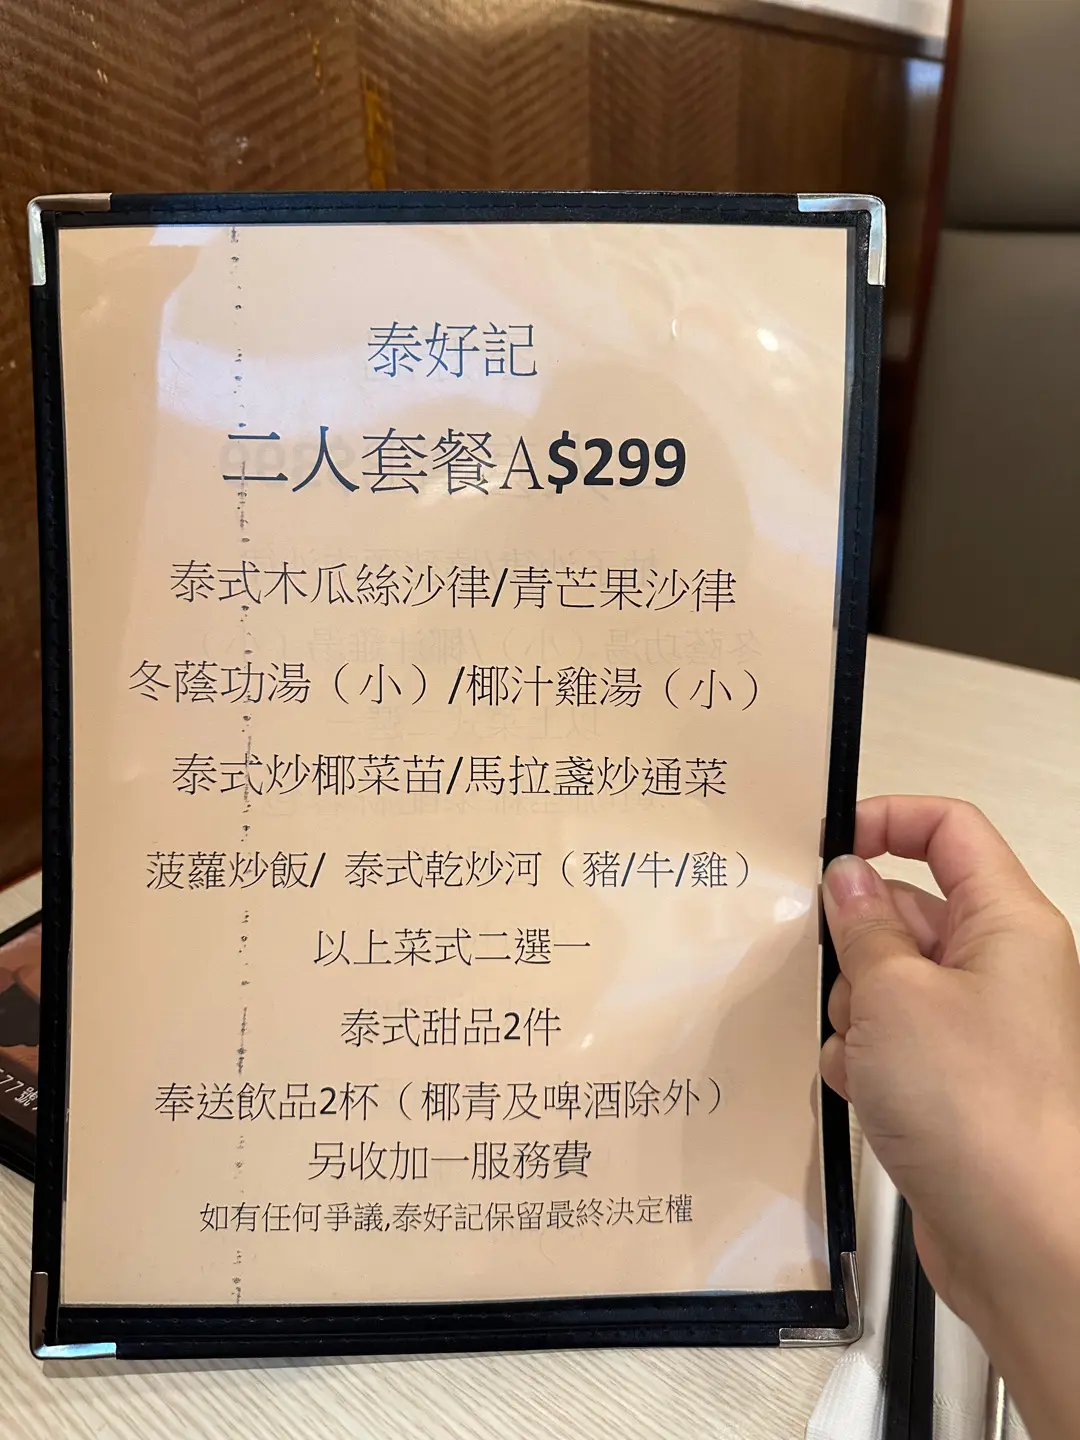 泰好記
二人套餐A$299
泰式木瓜絲沙律/青芒果沙律
冬蔭功湯（小）/椰汁雞湯（小）
泰式炒椰菜苗/馬拉盞炒通菜
菠蘿炒飯/ 泰式乾炒河（豬/牛/雞）
以上菜式二選一
泰式甜品2件
奉送飲品2杯（椰青及啤酒除外）
另收加一服務費
如有任何爭議,泰好記保留最終決定權
77號